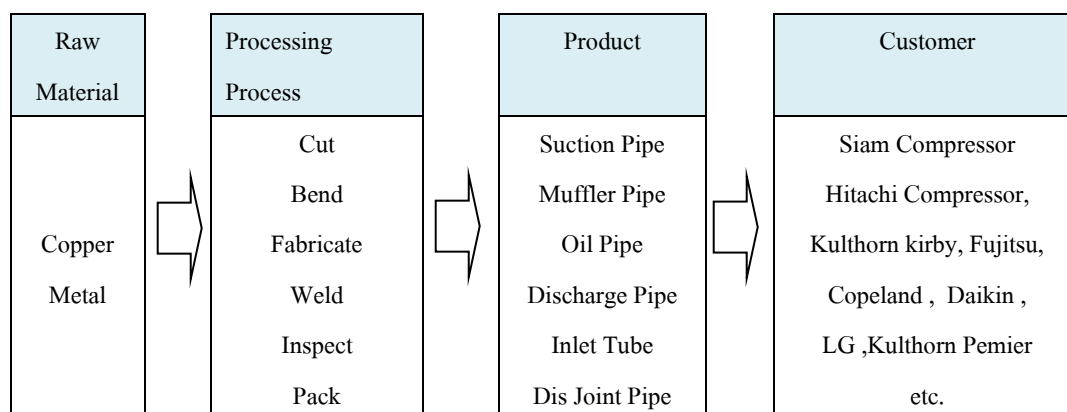 Raw
Material
Copper
Metal
Processing
Process
Cut
Bend
Fabricate
Weld
Inspect
Pack
Product
Suction Pipe
Muffler Pipe
Oil Pipe
Discharge Pipe
Inlet Tube
Dis Joint Pipe
Customer
Siam Compressor
Hitachi Compressor,
Kulthorn kirby, Fujitsu,
Copeland , Daikin ,
LG ,Kulthorn Pemier
etc.